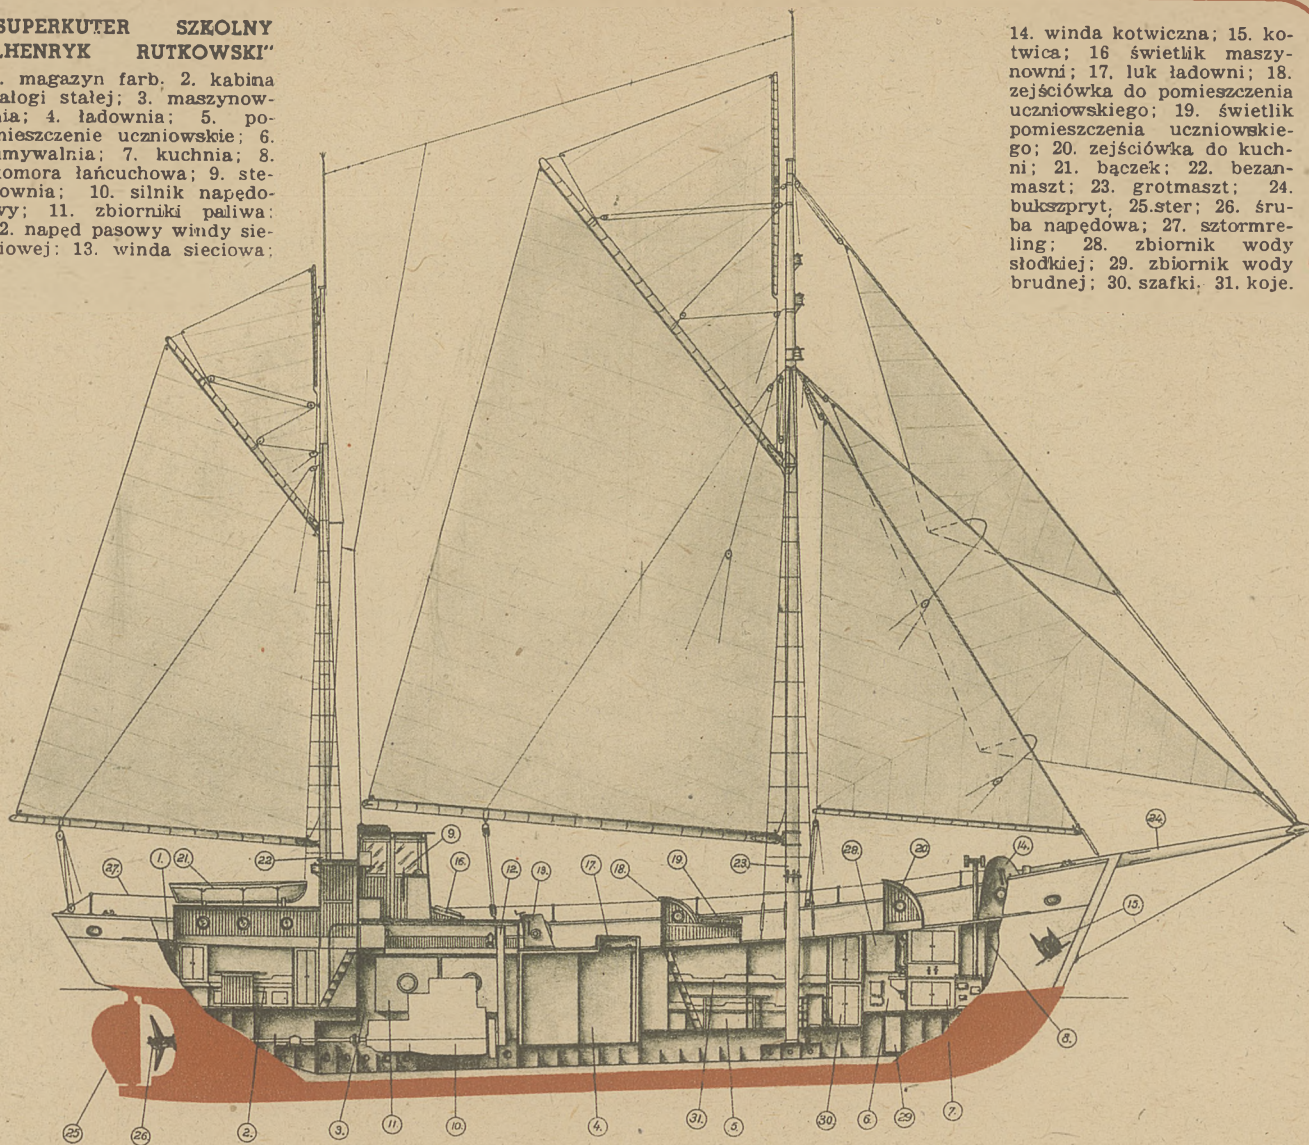 SUPERKUTER SZKOLNY
„HENRYK RUTKOWSKI“
. magazyn farb. 2. kabina
ałogi stałej; 3. maszynow-
nia; 4. ładownia; 5. po-
mieszczenie uczniowskie; 6.
umywalnia; 7. kuchnia; 8.
komora łańcuchowa; 9. ste-
ownia; 10. silnik napędo-
wy; 11. zbiorniki paliwa:
2. napęd pasowy windy sie-
iowej: 13. winda sieciowa;
14. winda kotwiczna; 15. ko-
twica; 16 świetlik maszy-
nowni; 17. luk ładowni; 18.
zejściówka do pomieszczenia
uczniowskiego; 19. świetlik
pomieszczenia uczniowskie-
go; 20. zejściówka do kuch-
ni; 21. bączek; 22. bezan-
maszt; 23. grotmaszt; 24.
bukszpryt. 25.ster; 26. śru-
ba napędowa; 27. sztormre-
ling; 28. zbiornik wody
słodkiej; 29. zbiornik wody
brudnej; 30. szafki. 31. koje.
27.
1.
21.
22
9.
16.
12.
13.
17.
18.
19.
23.
28.
20.
14.
24.
15.
8.
25
26.
2.
3.
11
10.
4.
31.
5.
30.
6.
29
7.